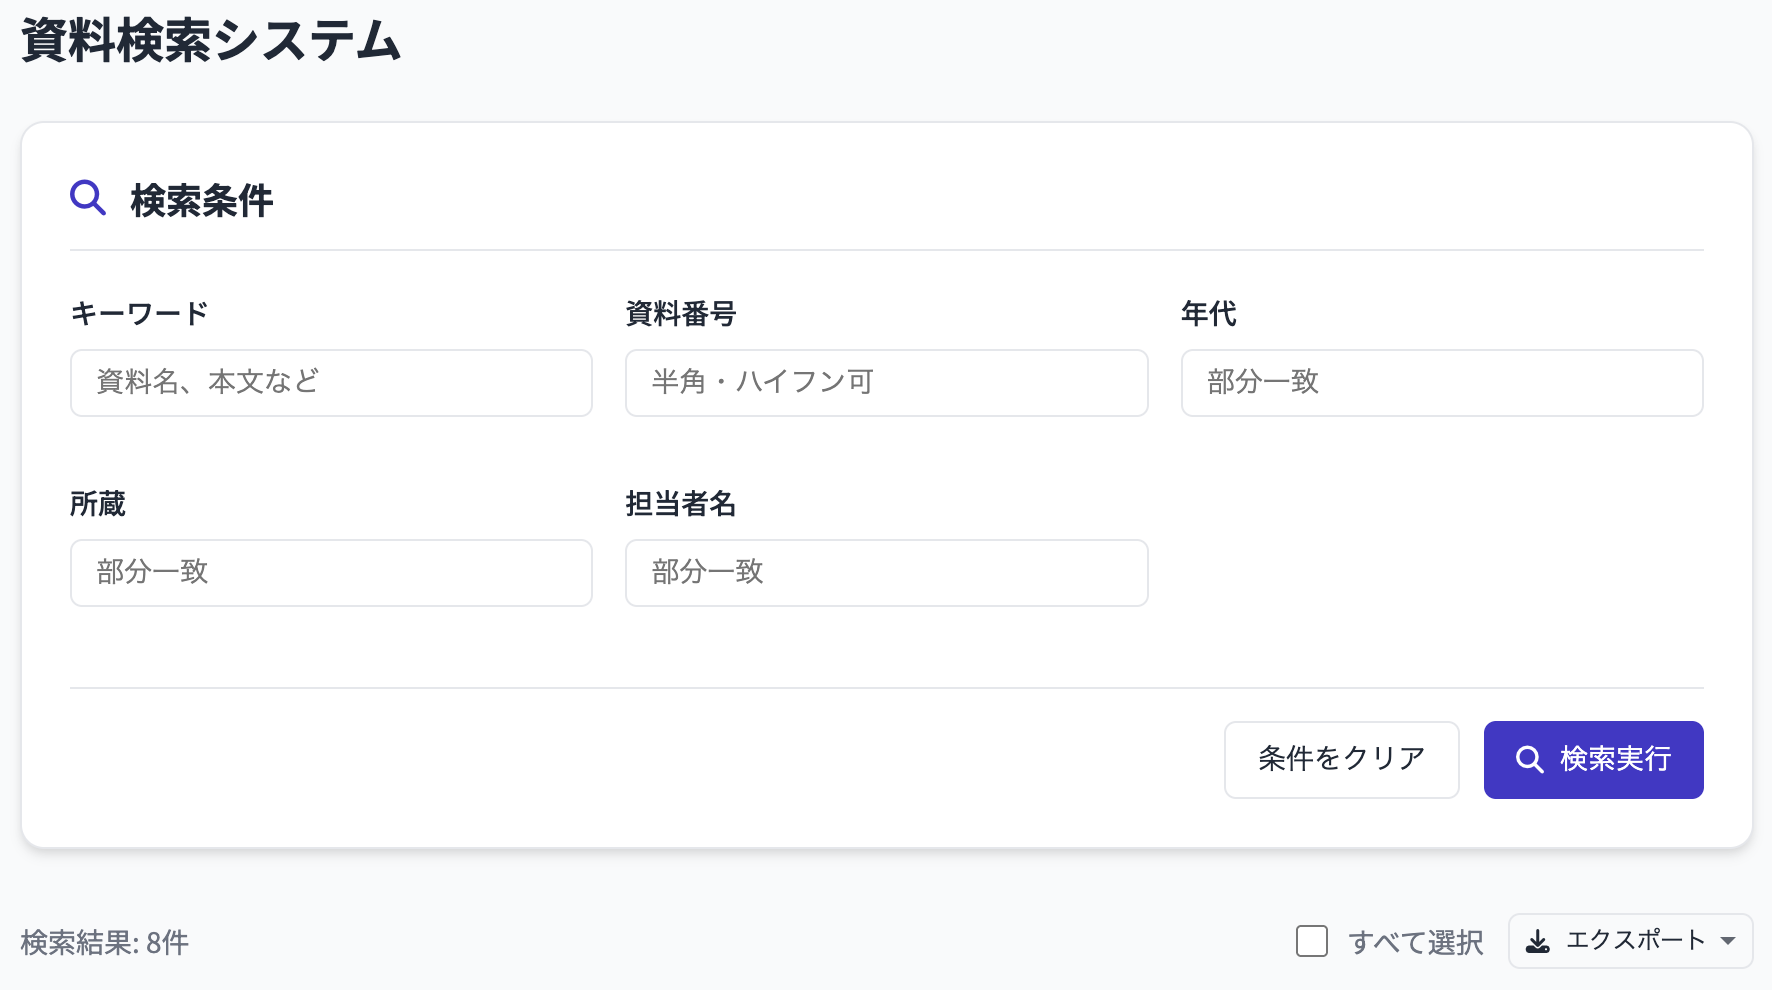 資料検索システム
検索条件
キーワード
資料番号
年代
資料名、本文など
半角・ハイフン可
部分一致
所蔵
担当者名
部分一致
部分一致
条件をクリア
検索実行
検索結果: 8件
すべて選択
エクスポート